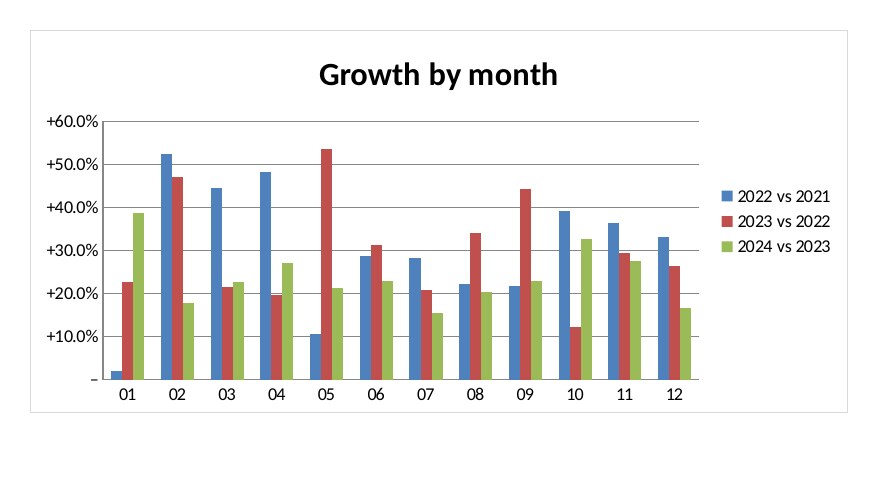 Growth by month
+60.0%
+50.0%
+40.0%
+30.0%
+20.0%
+10.0%
–
01 02 03 04 05 06 07 08 09 10 11 12
2022 vs 2021
2023 vs 2022
2024 vs 2023